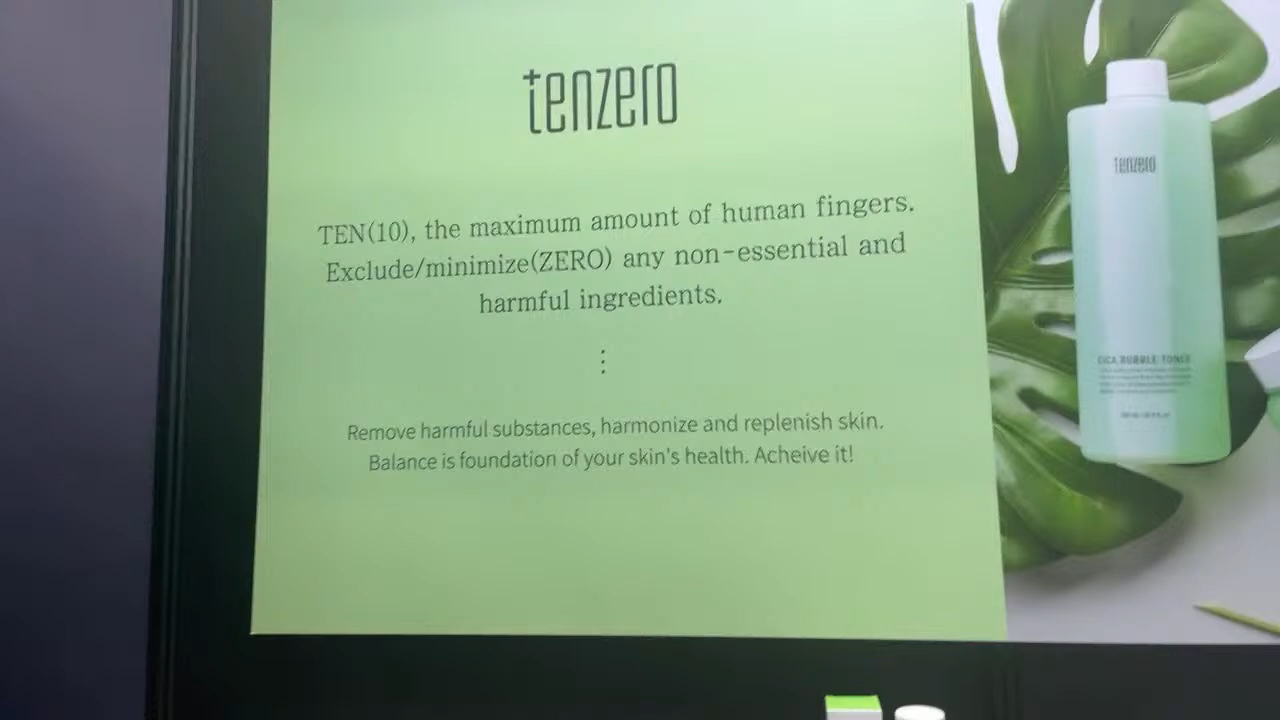 tenzero
TEN(10), the maximum amount of human fingers.
Exclude/minimize(ZERO) any non-essential and
harmful ingredients.
Remove harmful substances, harmonize and replenish skin.
Balance is foundation of your skin's health. Acheive it!
tenzero
CICA BUBBLE TONER